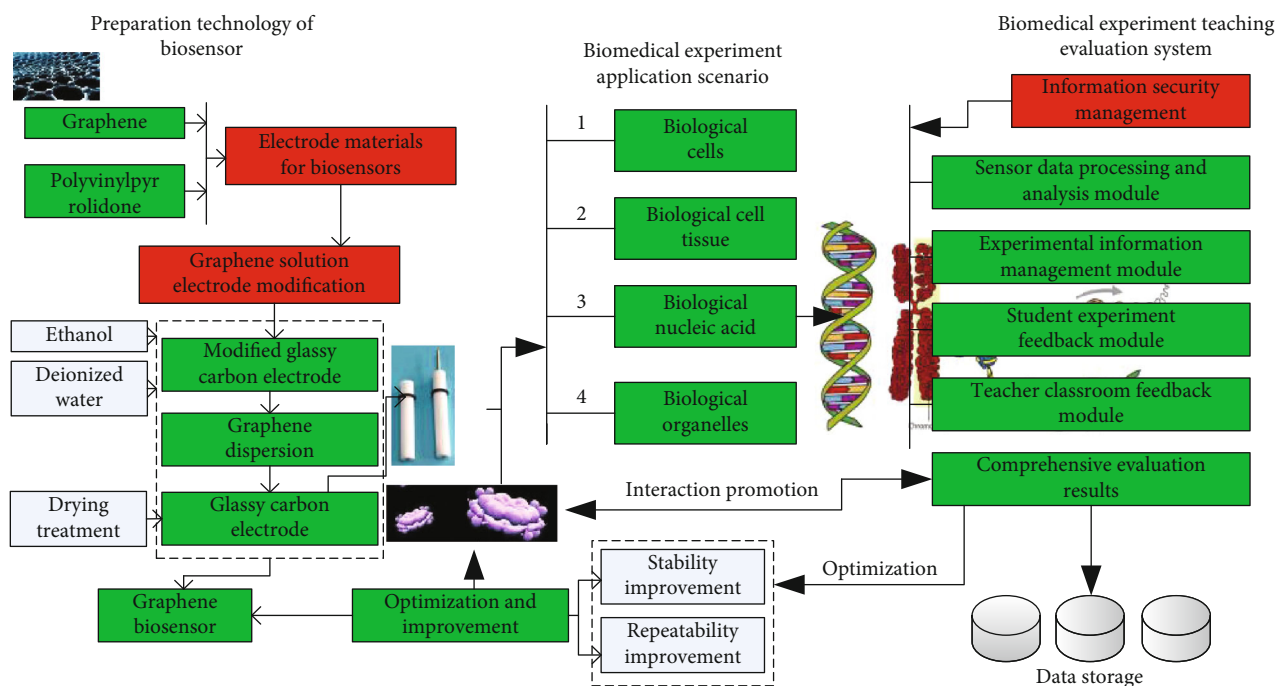 Preparation technology of
biosensor
Graphene
Polyvinylpyr
rolidone
Electrode materials
for biosensors
Graphene solution
electrode modification
Ethanol
Deionized
water
Modified glassy
carbon electrode
Graphene
dispersion
Drying
treatment
Glassy carbon
electrode
Graphene
biosensor
Optimization and
improvement
Stability
improvement
Repeatability
improvement
Biomedical experiment
application scenario
1
Biological
cells
2
Biological cell
tissue
3
Biological
nucleic acid
4
Biological
organelles
Interaction promotion
Optimization
Biomedical experiment teaching
evaluation system
Information security
management
Sensor data processing and
analysis module
Experimental information
management module
Student experiment
feedback module
Teacher classroom feedback
module
Comprehensive evaluation
results
Data storage